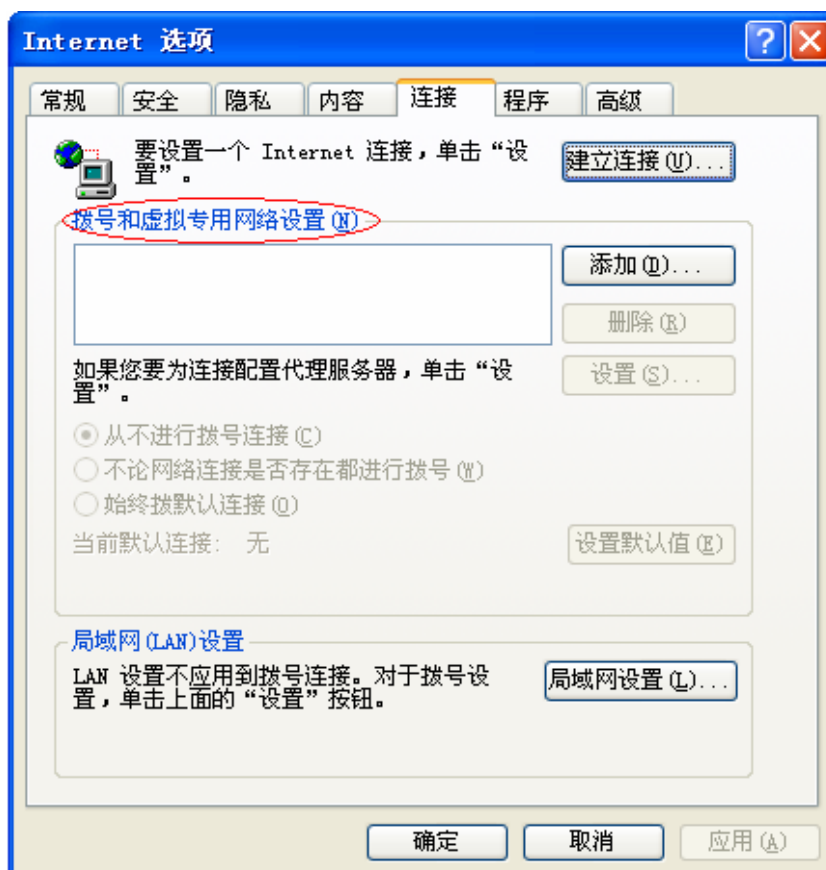 Internet 选项
常规 安全 隐私 内容 连接 程序 高级
要设置一个 Internet 连接，单击“设
置”。
建立连接(U)...
拨号和虚拟专用网络设置(N)
添加(D)...
删除(R)
如果您要为连接配置代理服务器，单击“设
置”。
设置(S)...
从不进行拨号连接(C)
不论网络连接是否存在都进行拨号(W)
始终拨默认连接(O)
当前默认连接： 无
设置默认值(E)
局域网(LAN)设置
LAN 设置不应用到拨号连接。对于拨号设
置，单击上面的“设置”按钮。
局域网设置(L)...
确定 取消 应用(A)